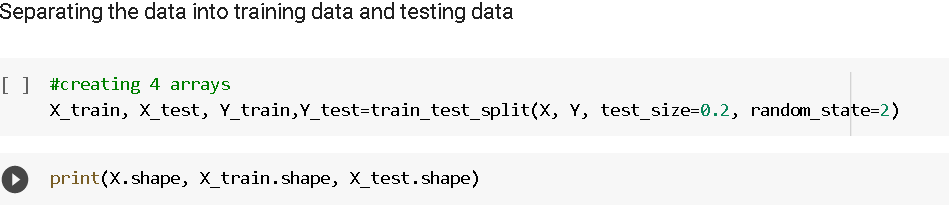 Separating the data into training data and testing data
[ ] #creating 4 arrays
X_train, X_test, Y_train,Y_test=train_test_split(X, Y, test_size=0.2, random_state=2)
print(X.shape, X_train.shape, X_test.shape)